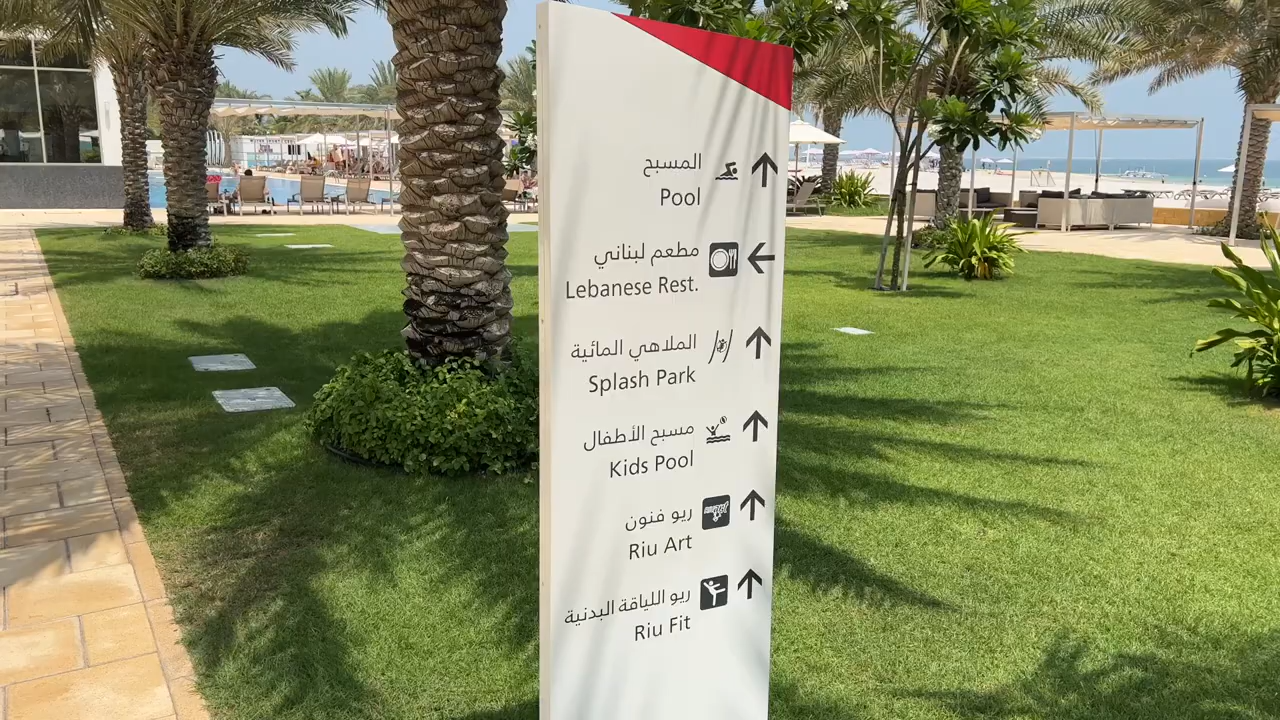 المسبح
Pool
مطعم لبناني
Lebanese Rest.
الملاهي المائية
Splash Park
مسبح الأطفال
Kids Pool
ريو فنون
Riu Art
ريو اللياقة البدنية
Riu Fit